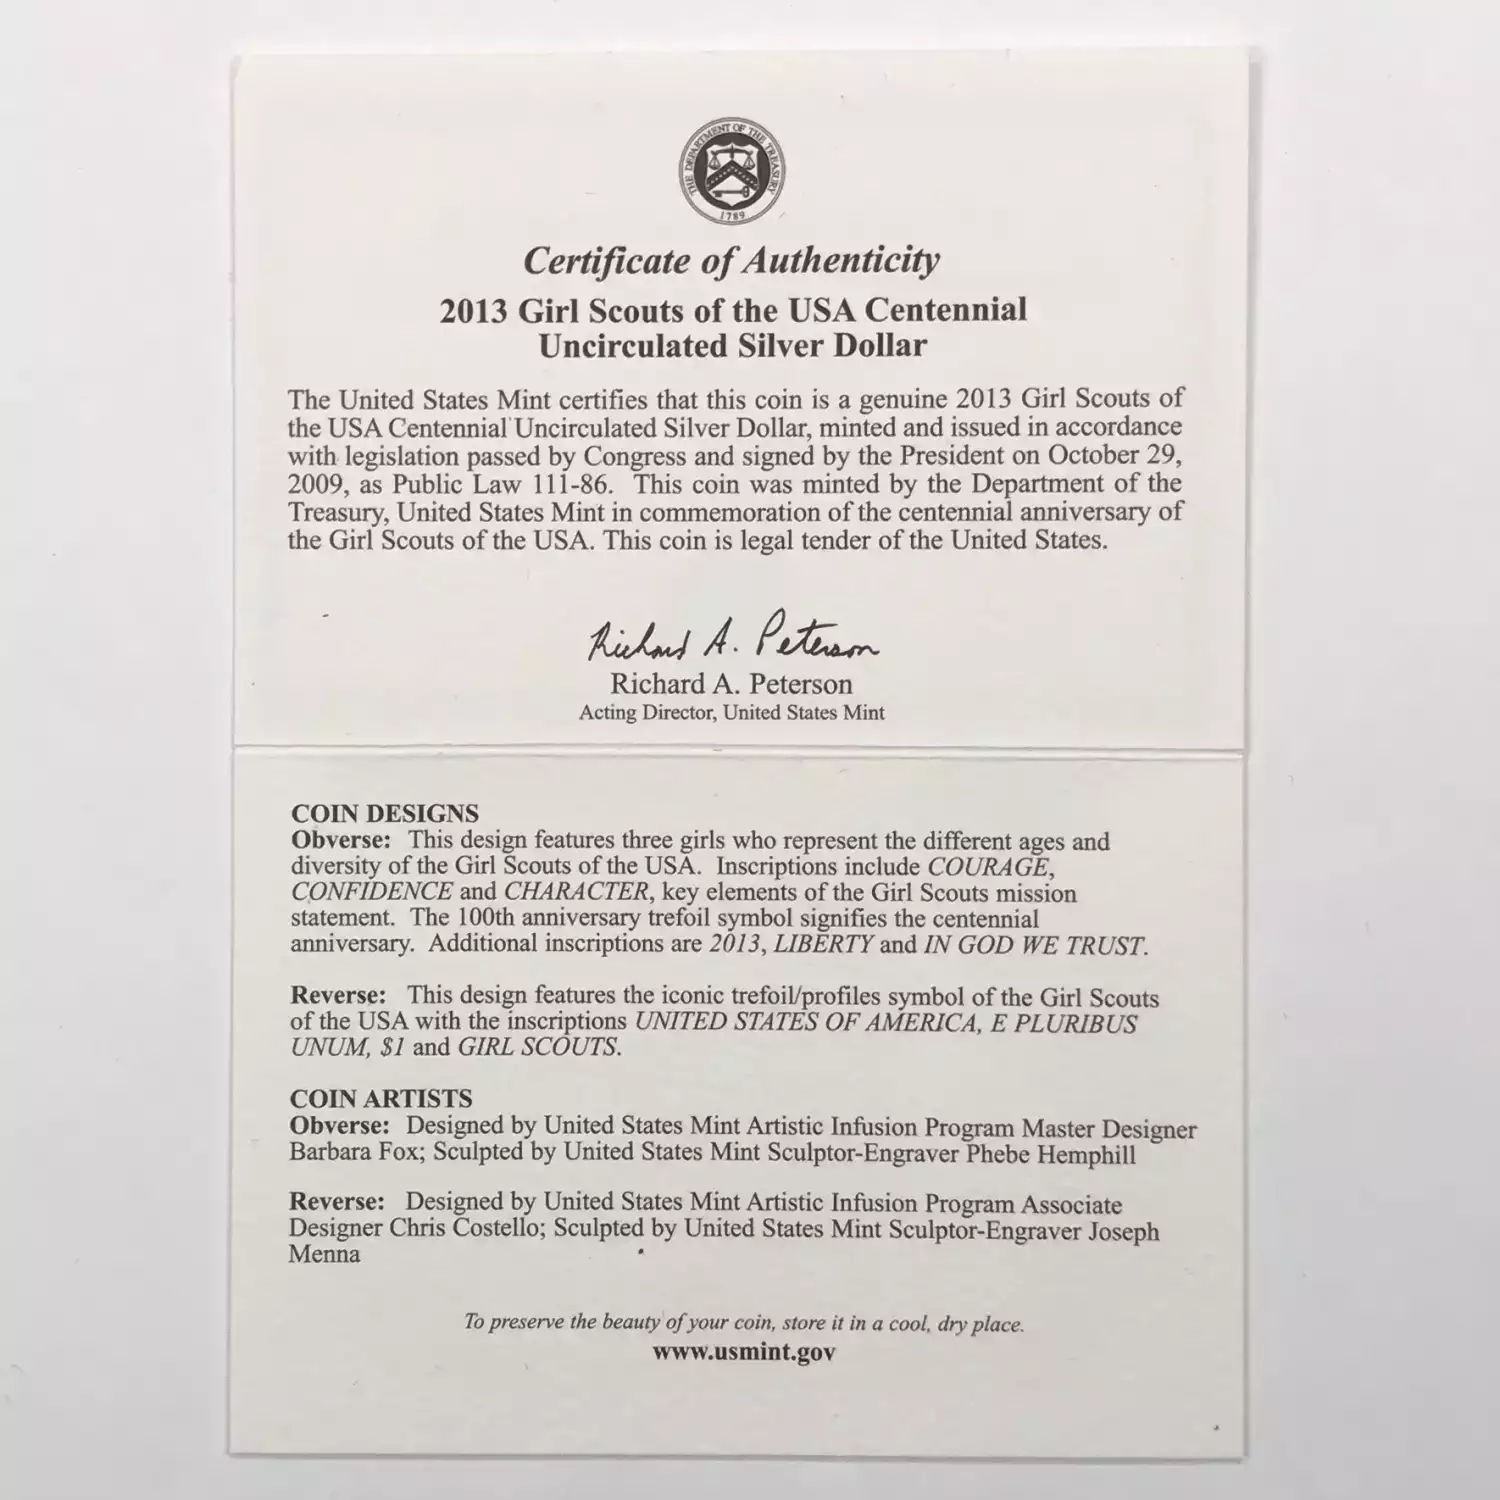 THE DEPARTMENT OF THE TREASURY
1789
Certificate of Authenticity
2013 Girl Scouts of the USA Centennial
Uncirculated Silver Dollar
The United States Mint certifies that this coin is a genuine 2013 Girl Scouts of
the USA Centennial Uncirculated Silver Dollar, minted and issued in accordance
with legislation passed by Congress and signed by the President on October 29,
2009, as Public Law 111-86. This coin was minted by the Department of the
Treasury, United States Mint in commemoration of the centennial anniversary of
the Girl Scouts of the USA. This coin is legal tender of the United States.
Richard A. Peterson
Richard A. Peterson
Acting Director, United States Mint
COIN DESIGNS
Obverse: This design features three girls who represent the different ages and
diversity of the Girl Scouts of the USA. Inscriptions include COURAGE,
CONFIDENCE and CHARACTER, key elements of the Girl Scouts mission
statement. The 100th anniversary trefoil symbol signifies the centennial
anniversary. Additional inscriptions are 2013, LIBERTY and IN GOD WE TRUST.
Reverse: This design features the iconic trefoil/profiles symbol of the Girl Scouts
of the USA with the inscriptions UNITED STATES OF AMERICA, E PLURIBUS
UNUM, $1 and GIRL SCOUTS.
COIN ARTISTS
Obverse: Designed by United States Mint Artistic Infusion Program Master Designer
Barbara Fox; Sculpted by United States Mint Sculptor-Engraver Phebe Hemphill
Reverse: Designed by United States Mint Artistic Infusion Program Associate
Designer Chris Costello; Sculpted by United States Mint Sculptor-Engraver Joseph
Menna
To preserve the beauty of your coin, store it in a cool, dry place.
www.usmint.gov